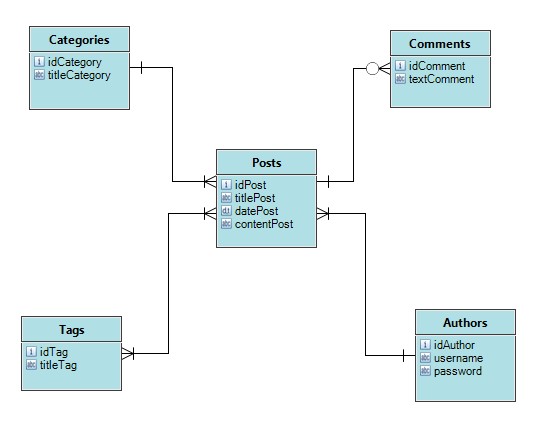 Categories
idCategory
titleCategory
Comments
idComment
textComment
Posts
idPost
titlePost
datePost
contentPost
Tags
idTag
titleTag
Authors
idAuthor
username
password